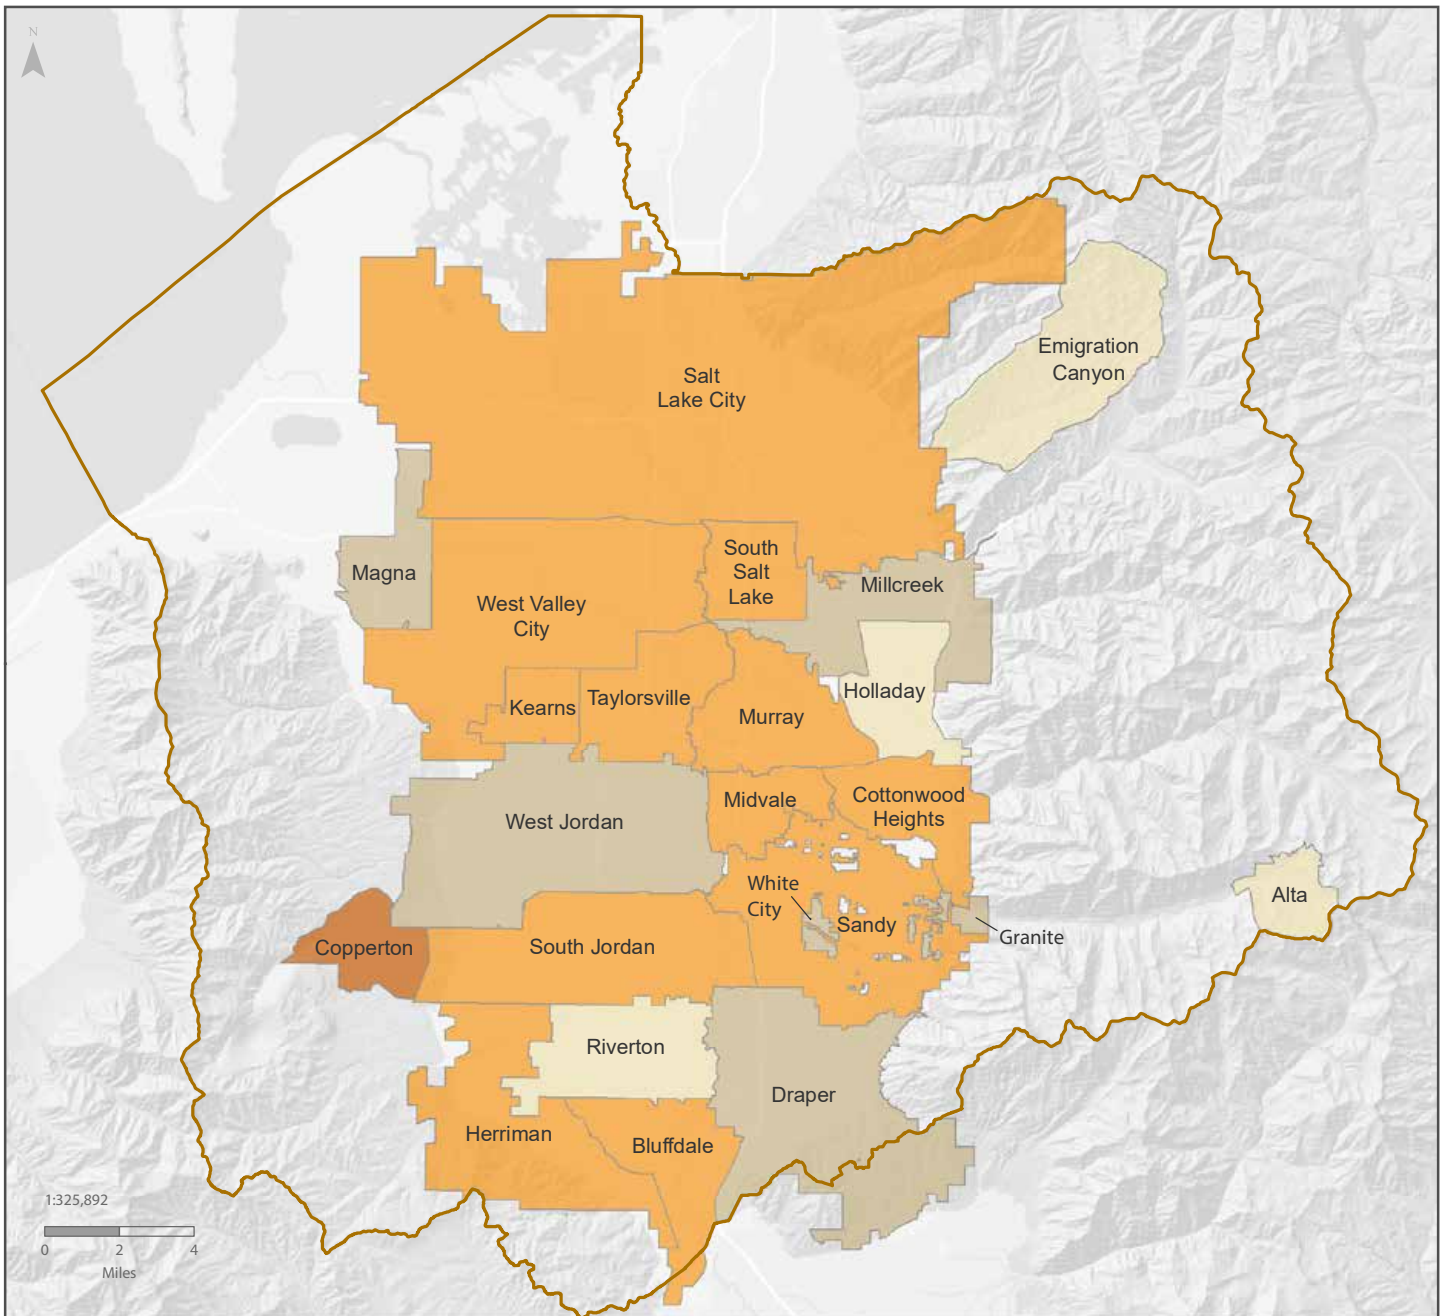 N
Salt
Lake City
Emigration
Canyon
Magna
South
Salt
Lake
Millcreek
West Valley
City
Kearns
Taylorsville
Murray
Holladay
West Jordan
Midvale
Cottonwood
Heights
White
City
Sandy
Granite
Alta
Copperton
South Jordan
Riverton
Draper
Herriman
Bluffdale
1:325,892
0 2 4
Miles